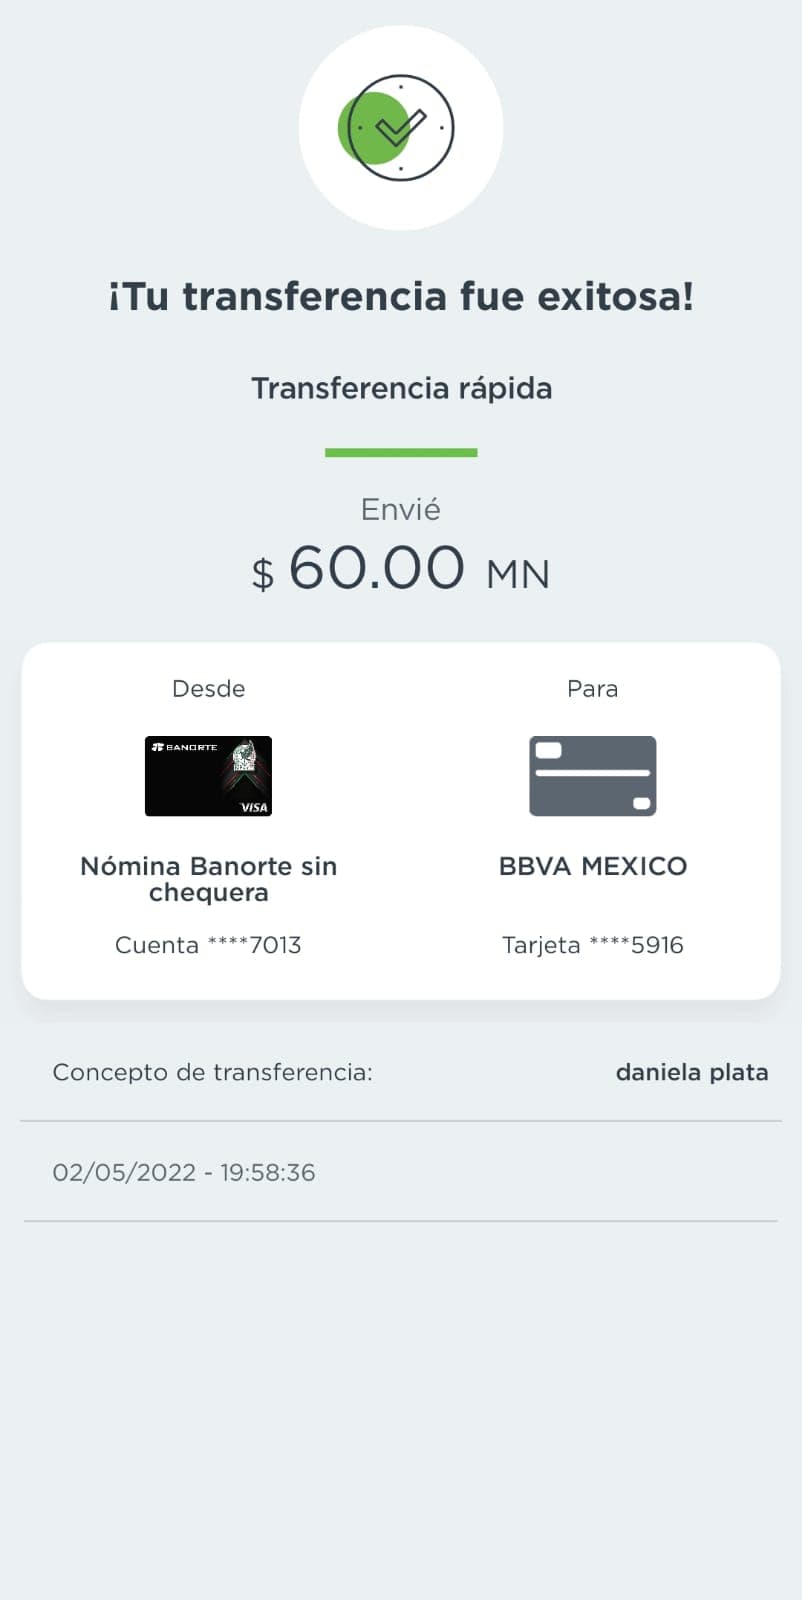 ¡Tu transferencia fue exitosa!
Transferencia rápida
Envié
$ 60.00 MN
Desde
Para
BANORTE
VISA
Nómina Banorte sin
chequera
BBVA MEXICO
Cuenta ****7013
Tarjeta ****5916
Concepto de transferencia:
daniela plata
02/05/2022 - 19:58:36